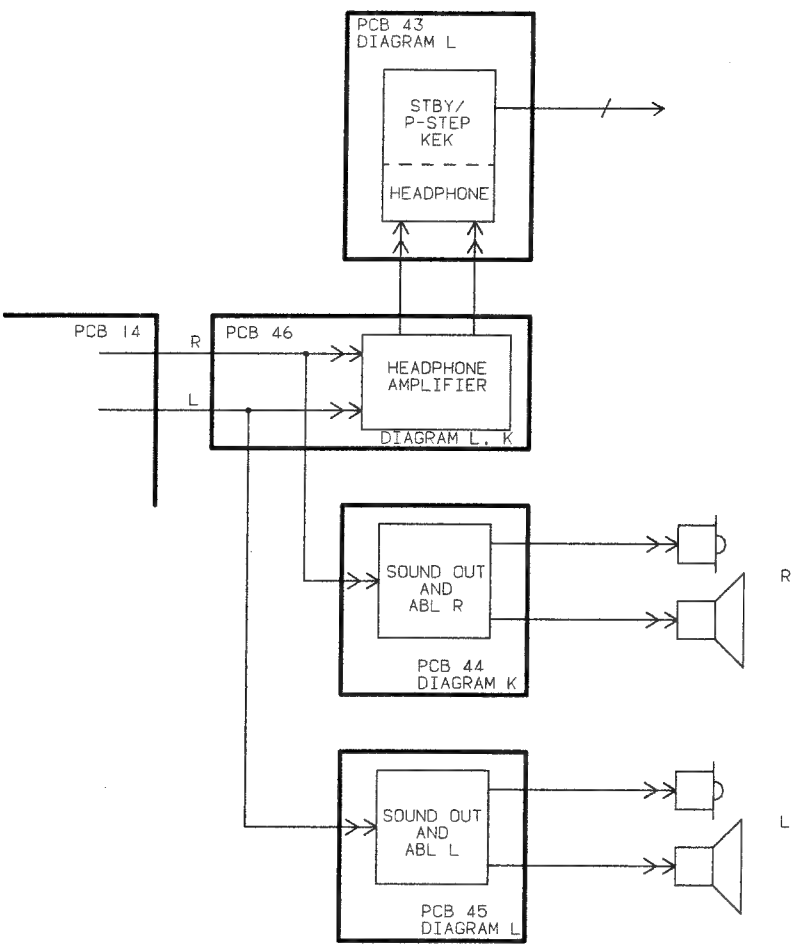 PCB 43
DIAGRAM L
STBY/
P-STEP
KEK
HEADPHONE
PCB 14
R
L
PCB 46
HEADPHONE
AMPLIFIER
DIAGRAM L, K
SOUND OUT
AND
ABL R
PCB 44
DIAGRAM K
R
SOUND OUT
AND
ABL L
PCB 45
DIAGRAM L
L